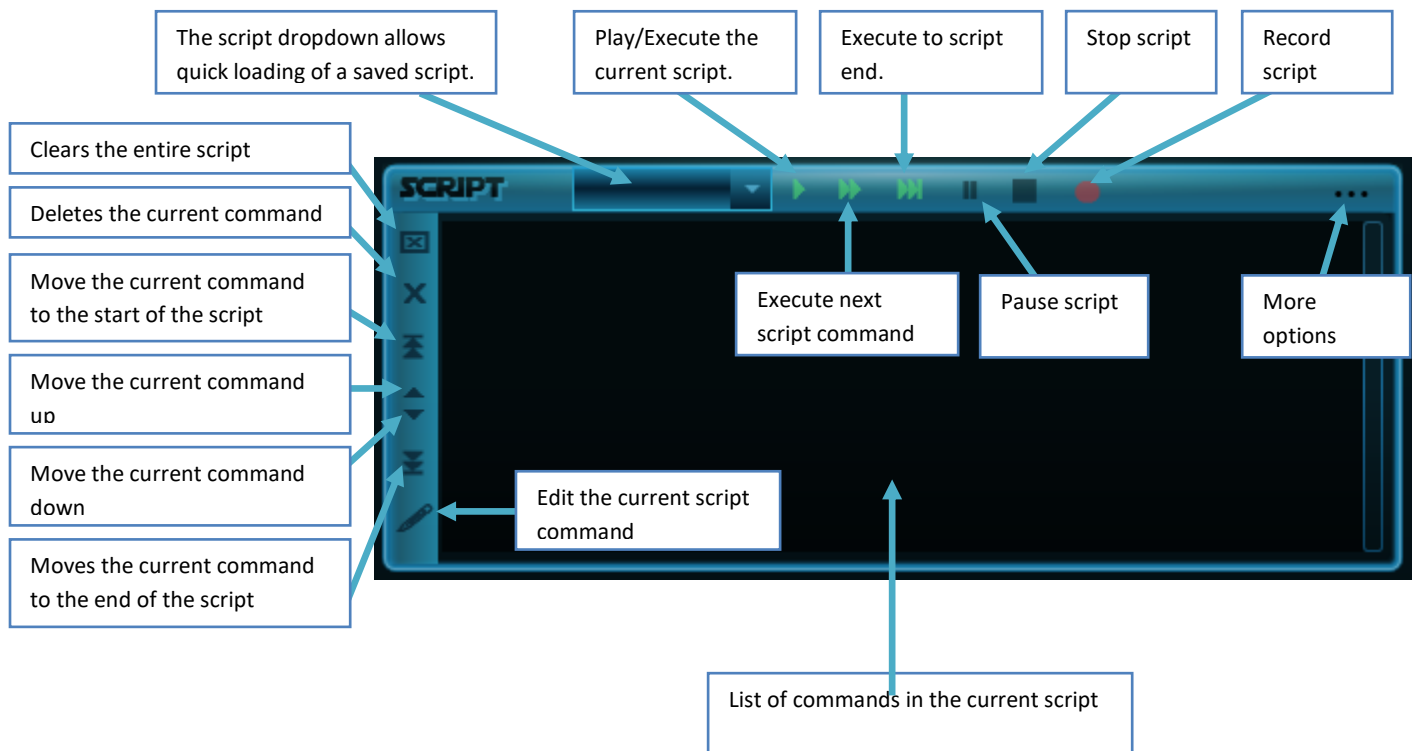 The script dropdown allows
quick loading of a saved script.
Play/Execute the
current script.
Execute to script
end.
Stop script
Record
script
Clears the entire script
Deletes the current command
Move the current command
to the start of the script
Move the current command
up
Move the current command
down
Moves the current command
to the end of the script
SCRIPT
Execute next
script command
Pause script
More
options
Edit the current script
command
List of commands in the current script